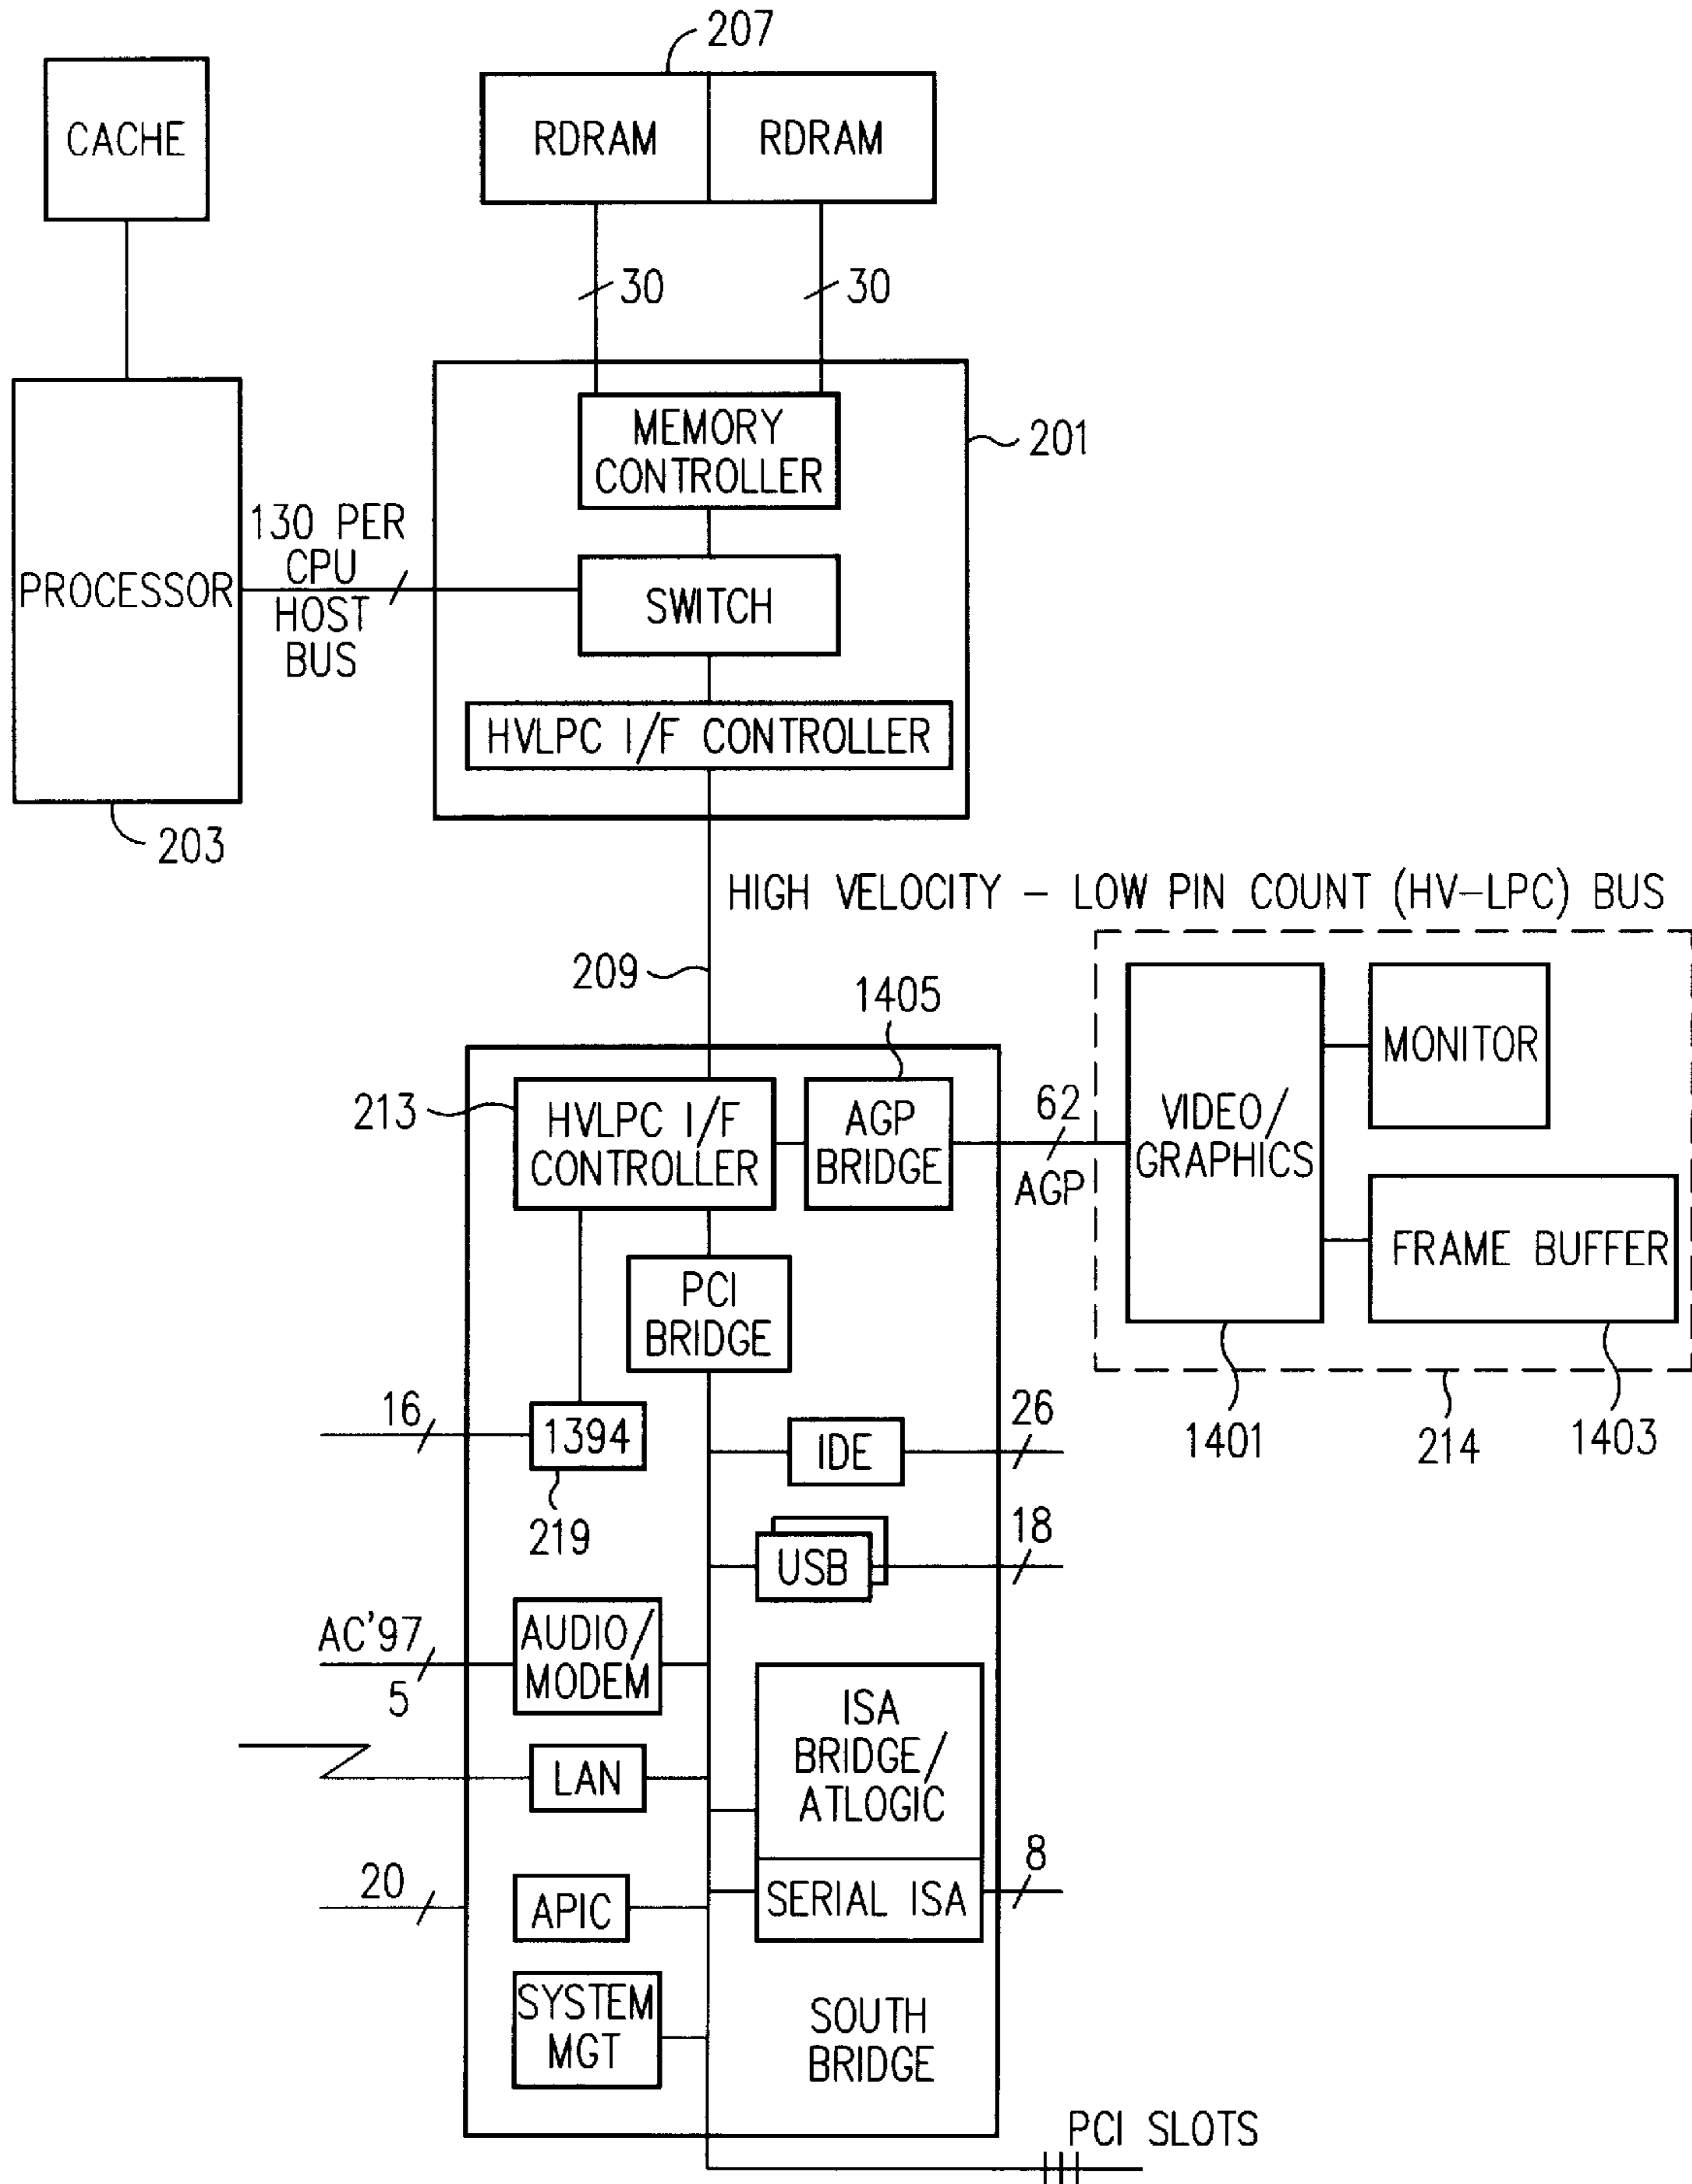 207
CACHE
RDRAM
RDRAM
30
30
MEMORY
CONTROLLER
201
130 PER
CPU
HOST
BUS
PROCESSOR
SWITCH
HVLPC I/F CONTROLLER
203
HIGH VELOCITY – LOW PIN COUNT (HV–LPC) BUS
209
1405
213
HVLPC I/F
CONTROLLER
AGP
BRIDGE
62
AGP
VIDEO/
GRAPHICS
MONITOR
FRAME BUFFER
PCI
BRIDGE
1401
214
1403
16
1394
219
IDE
26
USB
18
AC'97
5
AUDIO/
MODEM
ISA
BRIDGE/
ATLOGIC
LAN
20
APIC
SERIAL ISA
8
SYSTEM
MGT
SOUTH
BRIDGE
PCI SLOTS